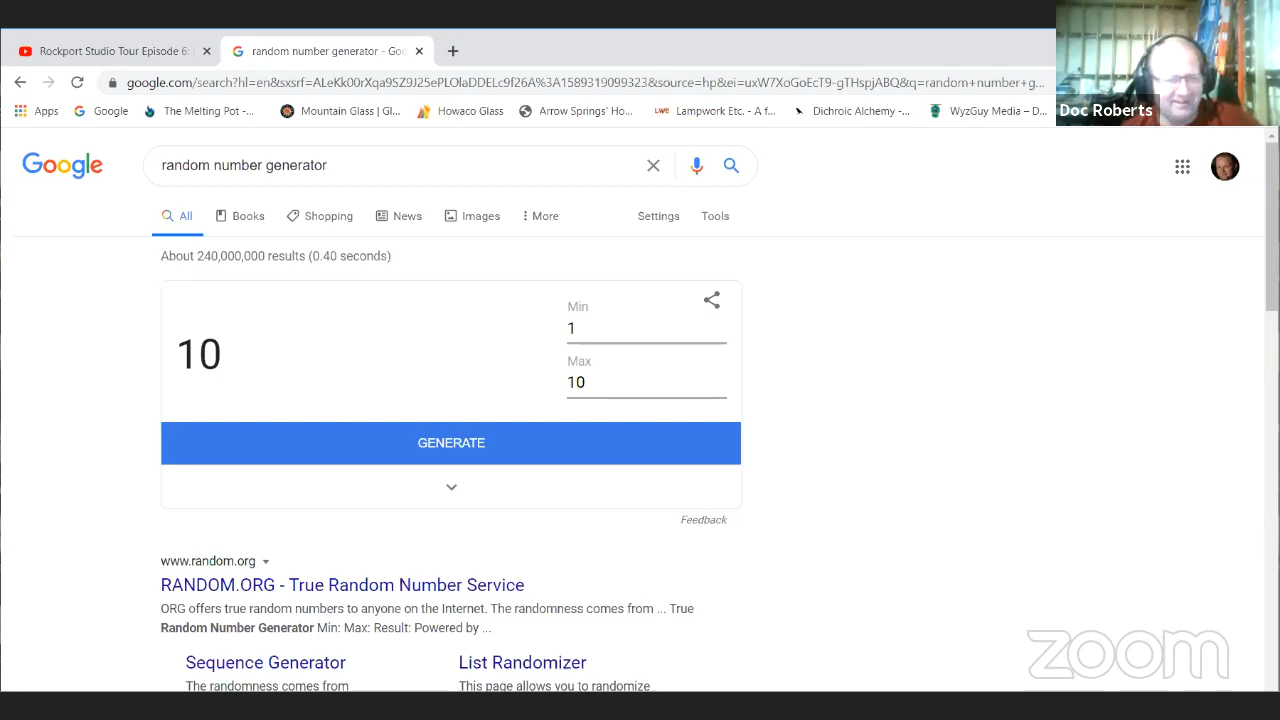 Rockport Studio Tour Episode 6:
random number generator - Goo
google.com/search?hl=en&sxsrf=ALeKk00rXqa9SZ9J25ePLOlaDDELc9f26A%3A1589319099323&source=hp&ei=uxW7XoGoEcT9-gTHspjABQ&q=random+number+g...
Apps Google The Melting Pot -... Mountain Glass | Gl... Howaco Glass Arrow Springs' Ho... LWE Lampwork Etc. - A f... Dichroic Alchemy -... WyzGuy Media – D...
Doc Roberts
Google
random number generator
All Books Shopping News Images More Settings Tools
About 240,000,000 results (0.40 seconds)
Min
1
10
Max
10
GENERATE
Feedback
www.random.org
RANDOM.ORG - True Random Number Service
ORG offers true random numbers to anyone on the Internet. The randomness comes from ... True
Random Number Generator Min: Max: Result: Powered by ...
Sequence Generator List Randomizer
The randomness comes from This page allows you to randomize
zoom